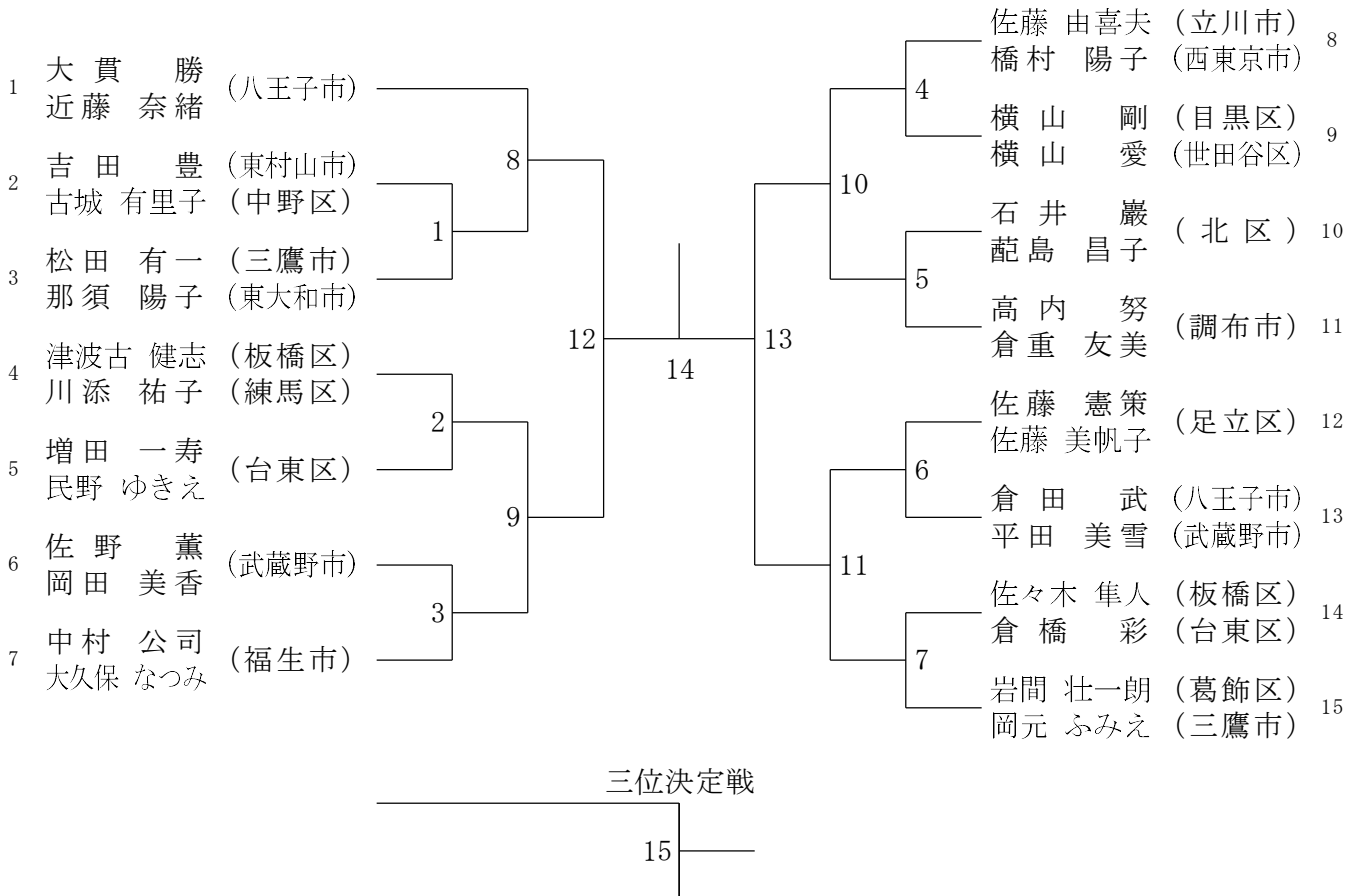 1 大貫 勝 (八王子市)
近藤 奈緒
2 吉田 豊 (東村山市)
古城 有里子 (中野区)
3 松田 有一 (三鷹市)
那須 陽子 (東大和市)
4 津波古 健志 (板橋区)
川添 祐子 (練馬区)
5 増田 一寿 (台東区)
民野 ゆきえ
6 佐野 薫 (武蔵野市)
岡田 美香
7 中村 公司 (福生市)
大久保 なつみ
8
1
2
9
3
12
14
13
4
10
5
6
11
7
佐藤 由喜夫 (立川市) 8
橋村 陽子 (西東京市)
横山 剛 (目黒区) 9
横山 愛 (世田谷区)
石井 巖 (北区) 10
蓜島 昌子
高内 努 (調布市) 11
倉重 友美
佐藤 憲策 (足立区) 12
佐藤 美帆子
倉田 武 (八王子市) 13
平田 美雪 (武蔵野市)
佐々木 隼人 (板橋区) 14
倉橋 彩 (台東区)
岩間 壮一朗 (葛飾区) 15
岡元 ふみえ (三鷹市)
三位決定戦
15